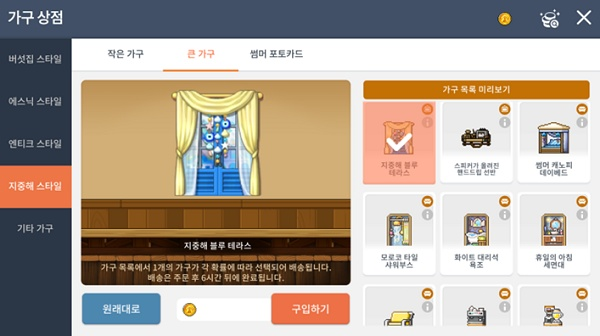 가구 상점
버섯집 스타일
에스닉 스타일
엔티크 스타일
지중해 스타일
기타 가구
작은 가구
큰 가구
썸머 포토카드
지중해 블루 테라스
가구 목록에서 1개의 가구가 각 확률에 따라 선택되어 배송됩니다.
배송은 주문 후 6시간 뒤에 완료됩니다.
원래대로
구입하기
가구 목록 미리보기
지중해 블루
테라스
스피커가 올려진
핸드드립 선반
썸머 캐노피
데이베드
모로코 타일
샤워부스
화이트 대리석
욕조
휴일의 아침
세면대